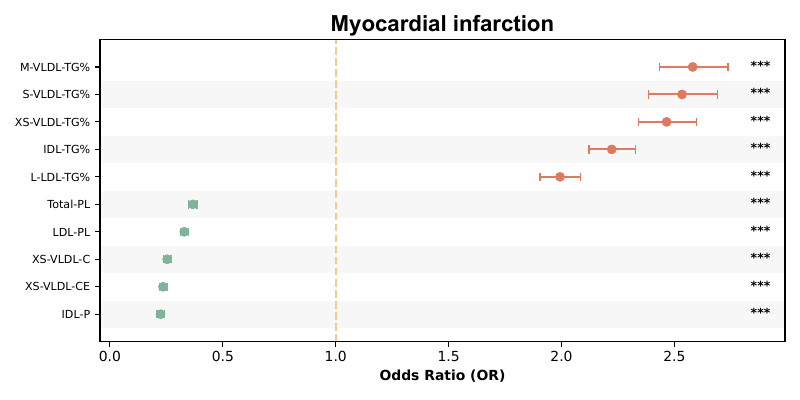 Myocardial infarction
M-VLDL-TG% ***
S-VLDL-TG% ***
XS-VLDL-TG% ***
IDL-TG% ***
L-LDL-TG% ***
Total-PL ***
LDL-PL ***
XS-VLDL-C ***
XS-VLDL-CE ***
IDL-P ***
0.0 0.5 1.0 1.5 2.0 2.5
Odds Ratio (OR)